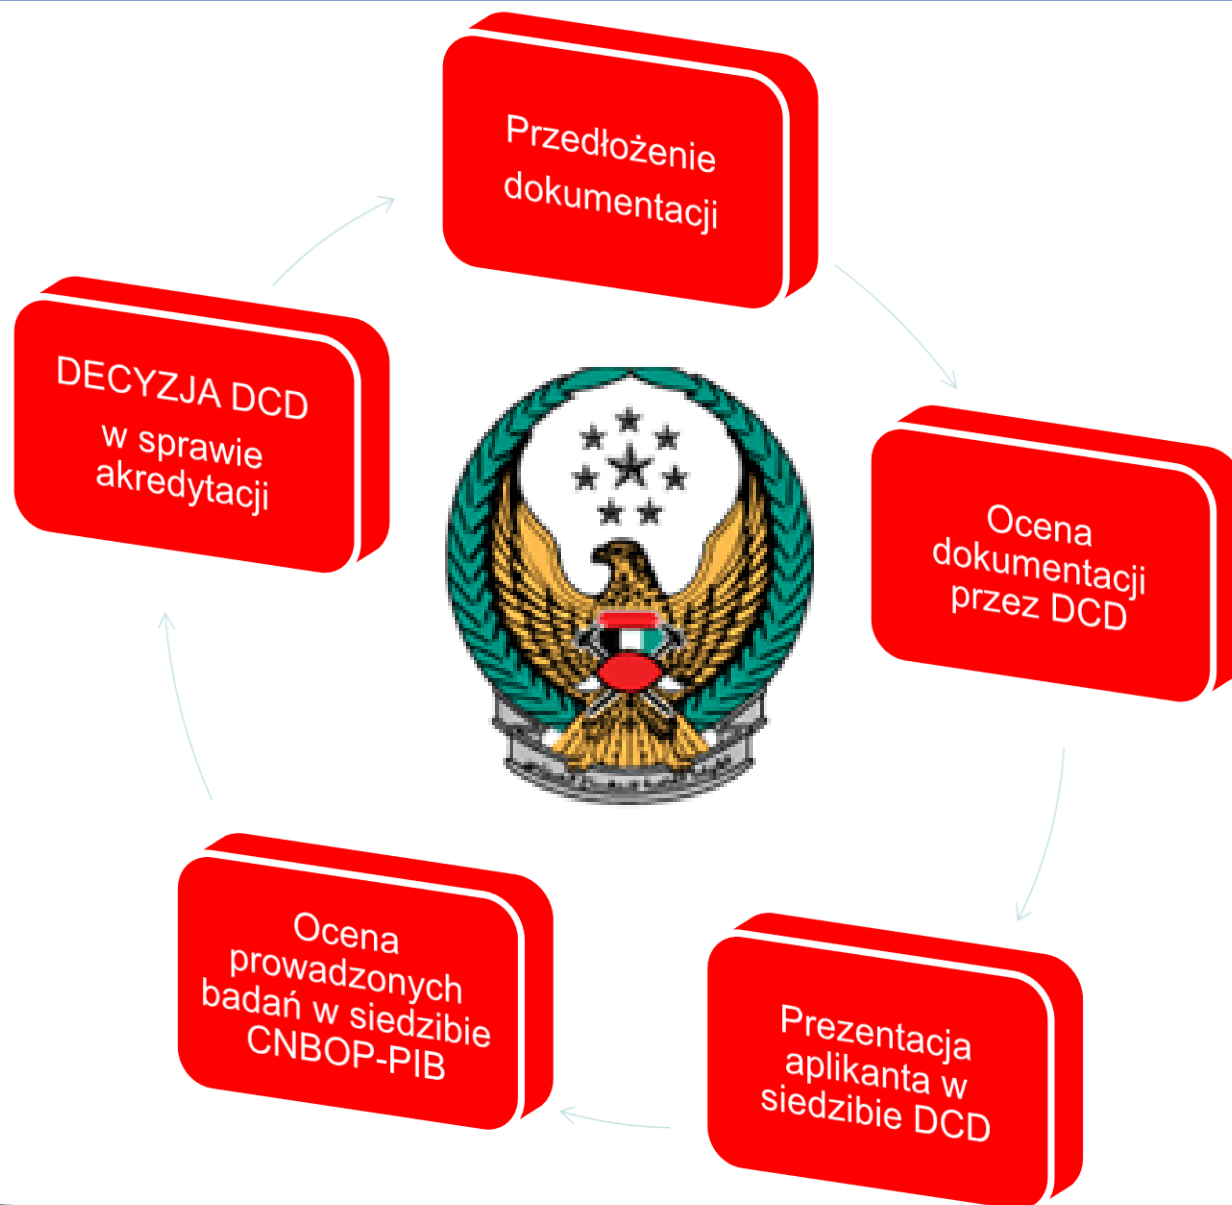 Przedłożenie
dokumentacji
Ocena
dokumentacji
przez DCD
Prezentacja
aplikanta w
siedzibie DCD
Ocena
prowadzonych
badań w siedzibie
CNBOP-PIB
DECYZJA DCD
w sprawie
akredytacji